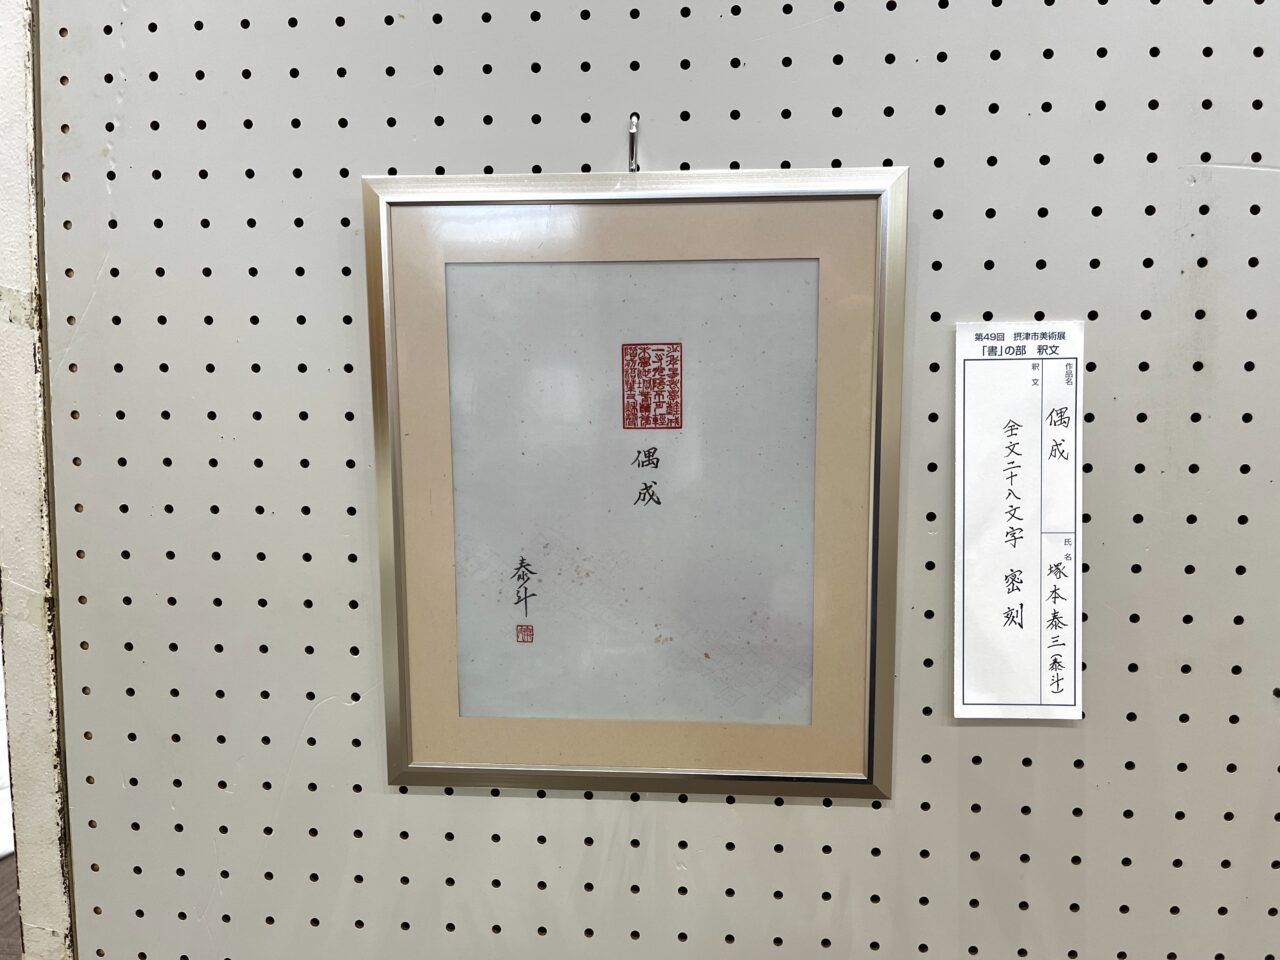 偶成
泰斗
第49回 摂津市美術展
「書」の部 釈文
作品名 偶成
氏名 塚本泰三(泰斗)
釈文
全文二十八文字 密刻